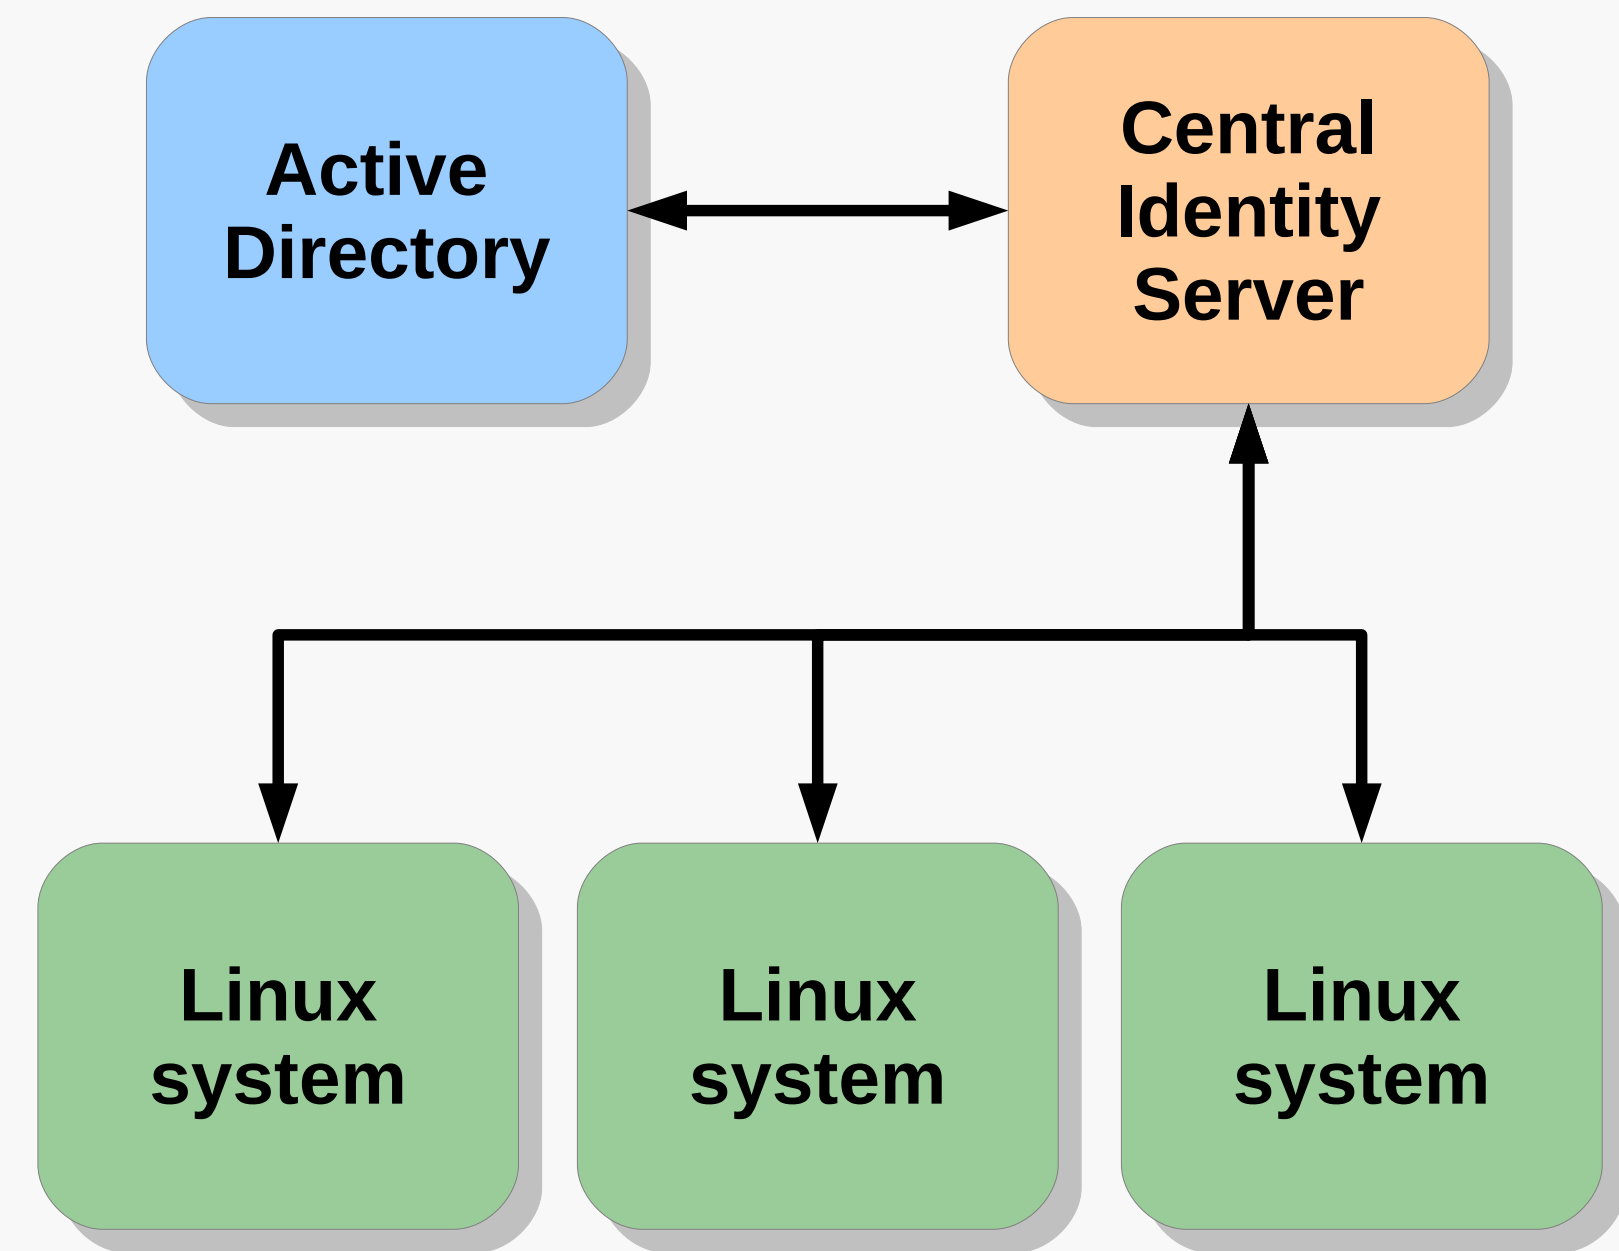 Active
Directory
Central
Identity
Server
Linux
system
Linux
system
Linux
system